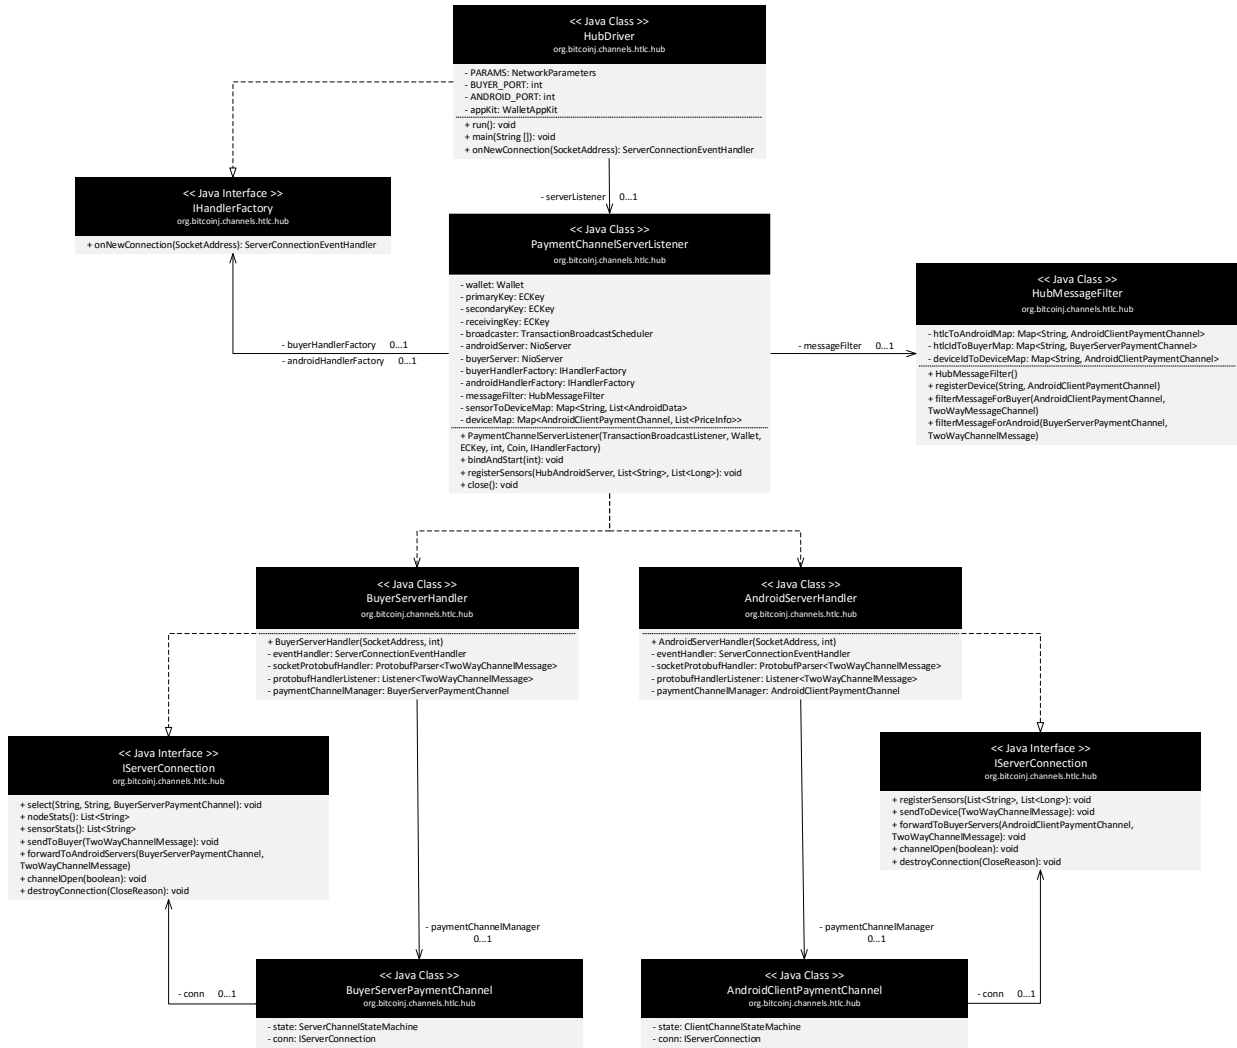 << Java Class >>
HubDriver
org.bitcoinj.channels.htlc.hub
- PARAMS: NetworkParameters
- BUYER_PORT: int
- ANDROID_PORT: int
- appKit: WalletAppKit
+ run(): void
+ main(String []): void
+ onNewConnection(SocketAddress): ServerConnectionEventHandler
<< Java Interface >>
IHandlerFactory
org.bitcoinj.channels.htlc.hub
+ onNewConnection(SocketAddress): ServerConnectionEventHandler
- serverListener 0...1
<< Java Class >>
PaymentChannelServerListener
org.bitcoinj.channels.htlc.hub
- wallet: Wallet
- primaryKey: ECKey
- secondaryKey: ECKey
- receivingKey: ECKey
- broadcaster: TransactionBroadcastScheduler
- androidServer: NioServer
- buyerServer: NioServer
- buyerHandlerFactory: IHandlerFactory
- androidHandlerFactory: IHandlerFactory
- messageFilter: HubMessageFilter
- sensorToDeviceMap: Map<String, List<AndroidData>
- deviceMap: Map<AndroidClientPaymentChannel, List<PriceInfo>>
+ PaymentChannelServerListener(TransactionBroadcastListener, Wallet,
ECKey, int, Coin, IHandlerFactory)
+ bindAndStart(int): void
+ registerSensors(HubAndroidServer, List<String>, List<Long>): void
+ close(): void
- buyerHandlerFactory 0...1
- androidHandlerFactory 0...1
- messageFilter 0...1
<< Java Class >>
HubMessageFilter
org.bitcoinj.channels.htlc.hub
- htlcToAndroidMap: Map<String, AndroidClientPaymentChannel>
- htlcIdToBuyerMap: Map<String, BuyerServerPaymentChannel>
- deviceIdToDeviceMap: Map<String, AndroidClientPaymentChannel>
+ HubMessageFilter()
+ registerDevice(String, AndroidClientPaymentChannel)
+ filterMessageForBuyer(AndroidClientPaymentChannel,
TwoWayMessageChannel)
+ filterMessageForAndroid(BuyerServerPaymentChannel,
TwoWayChannelMessage)
<< Java Class >>
BuyerServerHandler
org.bitcoinj.channels.htlc.hub
+ BuyerServerHandler(SocketAddress, int)
- eventHandler: ServerConnectionEventHandler
- socketProtobufHandler: ProtobufParser<TwoWayChannelMessage>
- protobufHandlerListener: Listener<TwoWayChannelMessage>
- paymentChannelManager: BuyerServerPaymentChannel
<< Java Class >>
AndroidServerHandler
org.bitcoinj.channels.htlc.hub
+ AndroidServerHandler(SocketAddress, int)
- eventHandler: ServerConnectionEventHandler
- socketProtobufHandler: ProtobufParser<TwoWayChannelMessage>
- protobufHandlerListener: Listener<TwoWayChannelMessage>
- paymentChannelManager: AndroidClientPaymentChannel
<< Java Interface >>
IServerConnection
org.bitcoinj.channels.htlc.hub
+ select(String, String, BuyerServerPaymentChannel): void
+ nodeStats(): List<String>
+ sensorStats(): List<String>
+ sendToBuyer(TwoWayChannelMessage): void
+ forwardToAndroidServers(BuyerServerPaymentChannel,
TwoWayChannelMessage)
+ channelOpen(boolean): void
+ destroyConnection(CloseReason): void
<< Java Interface >>
IServerConnection
org.bitcoinj.channels.htlc.hub
+ registerSensors(List<String>, List<Long>): void
+ sendToDevice(TwoWayChannelMessage): void
+ forwardToBuyerServers(AndroidClientPaymentChannel,
TwoWayChannelMessage): void
+ channelOpen(boolean): void
+ destroyConnection(CloseReason): void
- paymentChannelManager
0...1
- paymentChannelManager
0...1
- conn 0...1
<< Java Class >>
BuyerServerPaymentChannel
org.bitcoinj.channels.htlc.hub
- state: ServerChannelStateMachine
- conn: IServerConnection
<< Java Class >>
AndroidClientPaymentChannel
org.bitcoinj.channels.htlc.hub
- state: ClientChannelStateMachine
- conn: IServerConnection
- conn 0...1